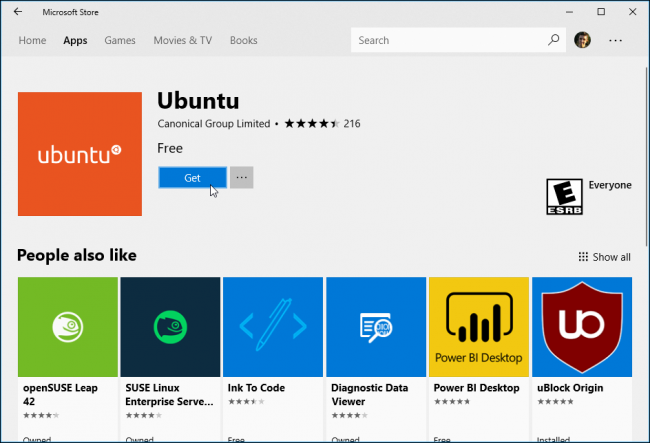 Microsoft Store
Home Apps Games Movies & TV Books Search
Ubuntu
Canonical Group Limited • 216
Free
Get
ubuntu
E
ESRB
Everyone
People also like
Show all
Power BI Desktop
uO
openSUSE Leap 42
SUSE Linux Enterprise Serve...
Ink To Code
Diagnostic Data Viewer
Power BI Desktop
uBlock Origin
Owned Owned Free Owned Free Installed